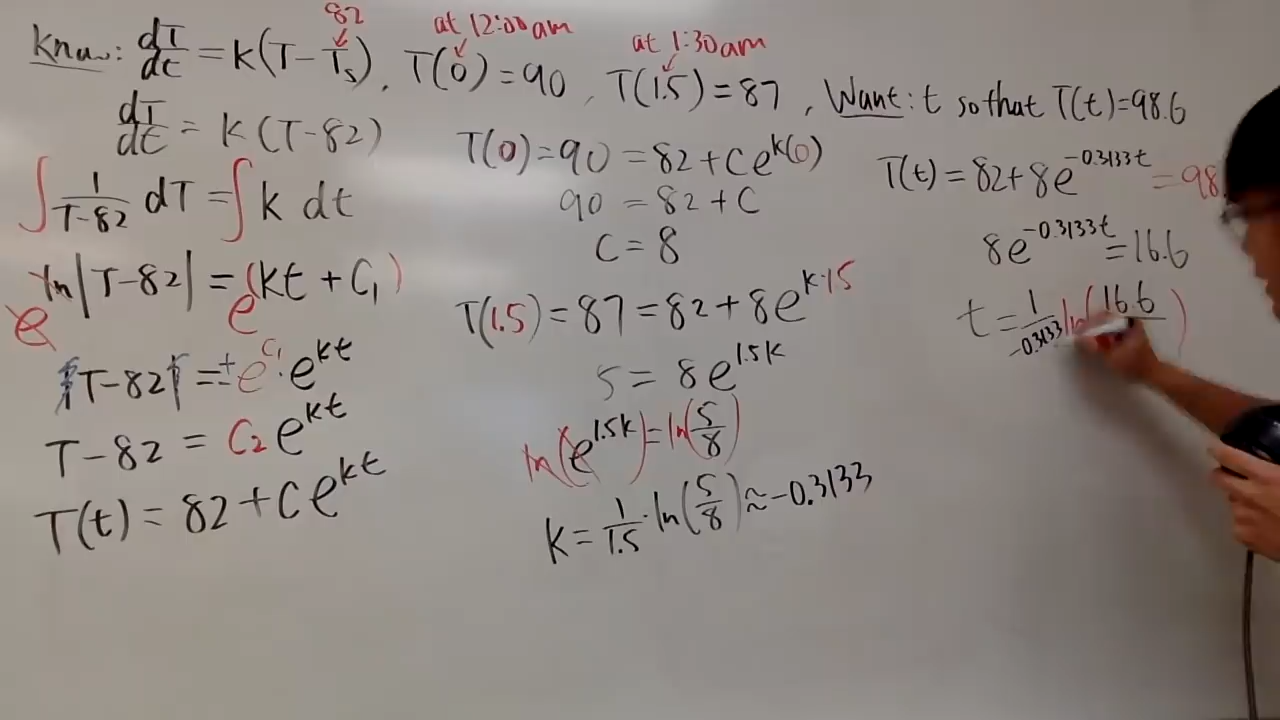 82
at 12:00 am
at 1:30 am
Know: dT/dt = k(T-Ts), T(0) = 90, T(1.5) = 87, Want: t so that T(t)=98.6
dT/dt = k(T-82)
∫ 1/(T-82) dT = ∫ k dt
ln|T-82| = (kt + C₁)
e e
|T-82| = ± e^C₁ · e^kt
T-82 = C₂ e^kt
T(t) = 82 + C e^kt
T(0) = 90 = 82 + C e^k(0)
90 = 82 + C
C = 8
T(1.5) = 87 = 82 + 8e^k·1.5
5 = 8e^1.5k
ln(e^1.5k) = ln(5/8)
k = 1/1.5 · ln(5/8) ≈ -0.3133
T(t) = 82 + 8e^-0.3133t = 98
8e^-0.3133t = 16.6
t = 1/-0.3133 ln(16.6/ )